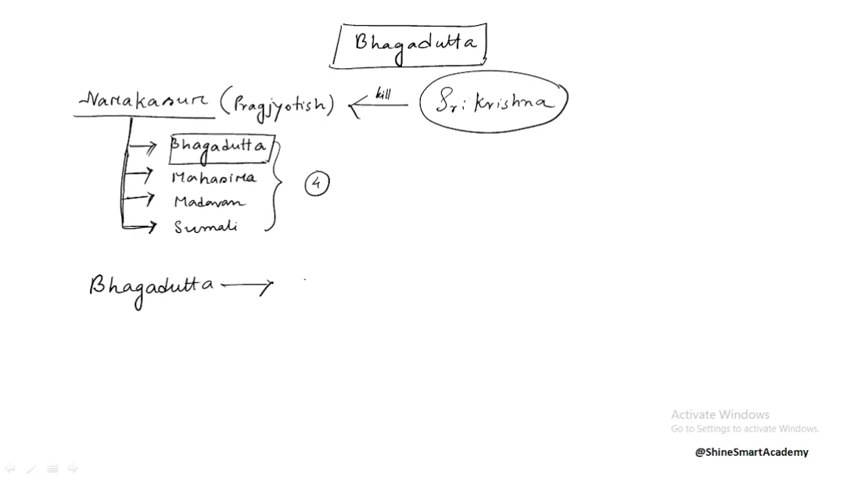 Bhagadutta
Narakasur (Pragjyotish) kill Sri Krishna
Bhagadutta
Mahasira
Madavan
Sumali
4
Bhagadutta
Activate Windows
Go to Settings to activate Windows.
@ShineSmartAcademy